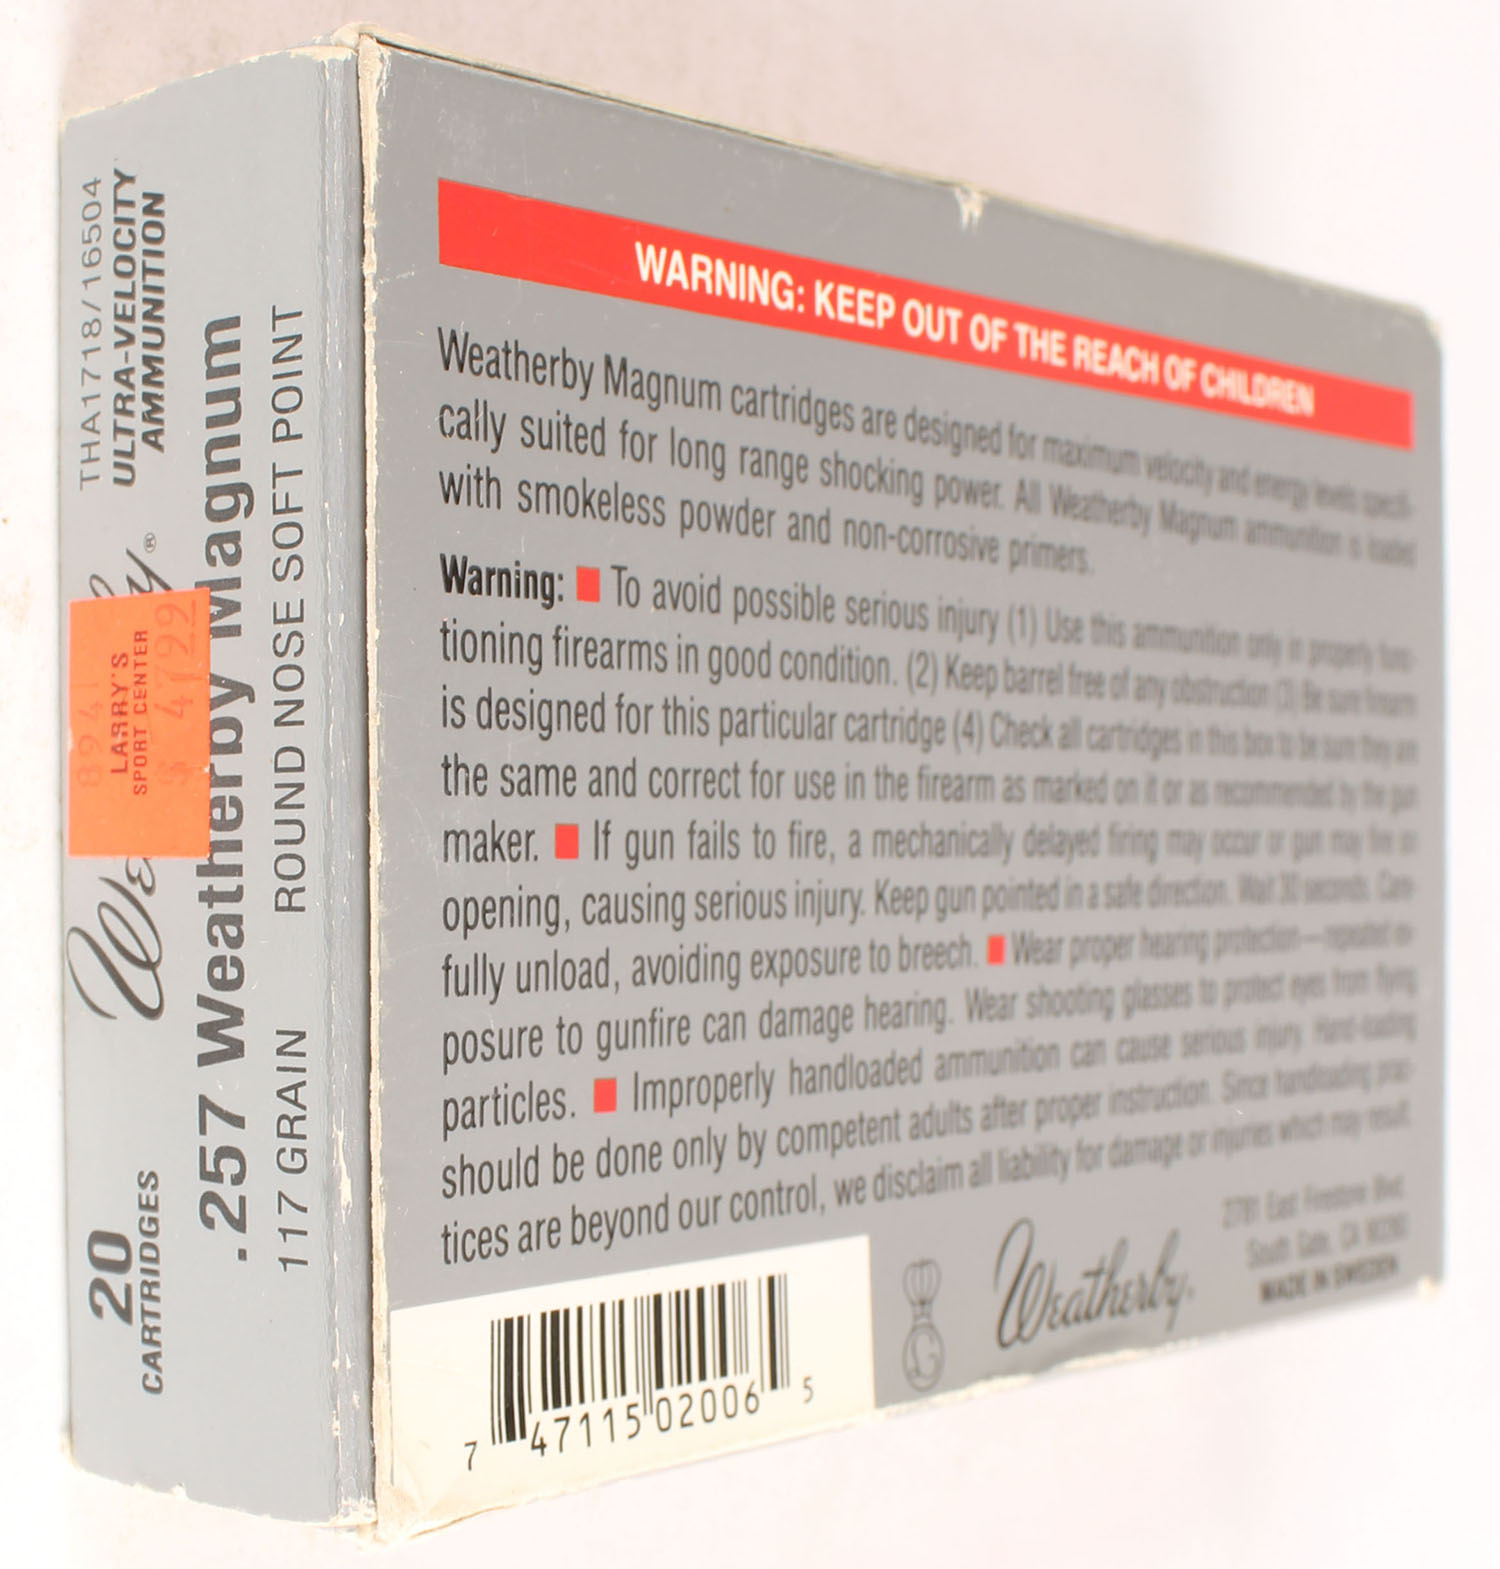 THA1718/16504
ULTRA-VELOCITY
AMMUNITION
®
LARRY'S
SPORT CENTER
20
CARTRIDGES
.257 Weatherby Magnum
117 GRAIN ROUND NOSE SOFT POINT
WARNING: KEEP OUT OF THE REACH OF CHILDREN
Weatherby Magnum cartridges are designed for maximum velocity and energy levels specifi-
cally suited for long range shocking power. All Weatherby Magnum ammunition is loaded
with smokeless powder and non-corrosive primers.
Warning: ■ To avoid possible serious injury (1) Use this ammunition only in properly func-
tioning firearms in good condition. (2) Keep barrel free of any obstruction (3) Be sure firearm
is designed for this particular cartridge (4) Check all cartridges in this box to be sure they are
the same and correct for use in the firearm as marked on it or as recommended by the gun
maker. ■ If gun fails to fire, a mechanically delayed firing may occur or gun may fire on
opening, causing serious injury. Keep gun pointed in a safe direction. Wait 30 seconds. Care-
fully unload, avoiding exposure to breech. ■ Wear proper hearing protection—repeated ex-
posure to gunfire can damage hearing. Wear shooting glasses to protect eyes from flying
particles. ■ Improperly handloaded ammunition can cause serious injury. Hand-loading
should be done only by competent adults after proper instruction. Since handloading prac-
tices are beyond our control, we disclaim all liability for damage or injuries which may result.
7 47115 02006 5
G
Weatherby®
2781 East Firestone Blvd.
South Gate, CA 90280
MADE IN SWEDEN